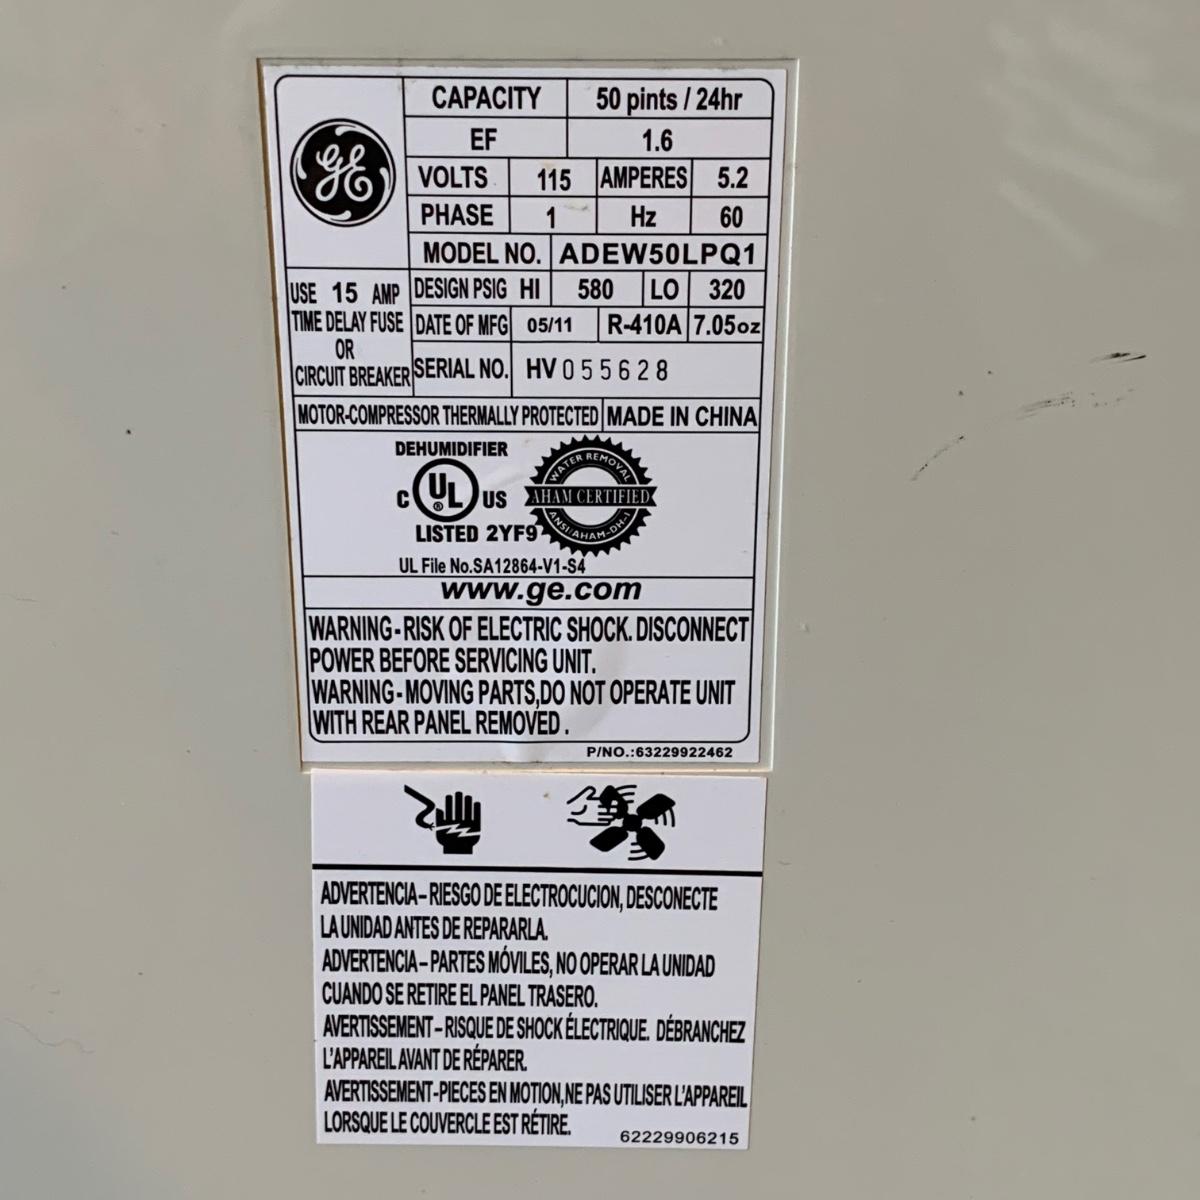 GE
CAPACITY 50 pints / 24hr
EF 1.6
VOLTS 115 AMPERES 5.2
PHASE 1 Hz 60
MODEL NO. ADEW50LPQ1
USE 15 AMP
TIME DELAY FUSE
OR
CIRCUIT BREAKER
DESIGN PSIG HI 580 LO 320
DATE OF MFG 05/11 R-410A 7.05oz
SERIAL NO. HV055628
MOTOR-COMPRESSOR THERMALLY PROTECTED MADE IN CHINA
DEHUMIDIFIER
C UL ® US
LISTED 2YF9
UL File No.SA12864-V1-S4
WATER REMOVAL
AHAM CERTIFIED
ANSI/AHAM-DH-1
www.ge.com
WARNING-RISK OF ELECTRIC SHOCK. DISCONNECT
POWER BEFORE SERVICING UNIT.
WARNING-MOVING PARTS,DO NOT OPERATE UNIT
WITH REAR PANEL REMOVED .
P/NO.:63229922462
ADVERTENCIA–RIESGO DE ELECTROCUCION, DESCONECTE
LA UNIDAD ANTES DE REPARARLA.
ADVERTENCIA–PARTES MÓVILES, NO OPERAR LA UNIDAD
CUANDO SE RETIRE EL PANEL TRASERO.
AVERTISSEMENT–RISQUE DE SHOCK ÉLECTRIQUE. DÉBRANCHEZ
L'APPAREIL AVANT DE RÉPARER.
AVERTISSEMENT-PIECES EN MOTION,NE PAS UTILISER L'APPAREIL
LORSQUE LE COUVERCLE EST RÉTIRE.
62229906215